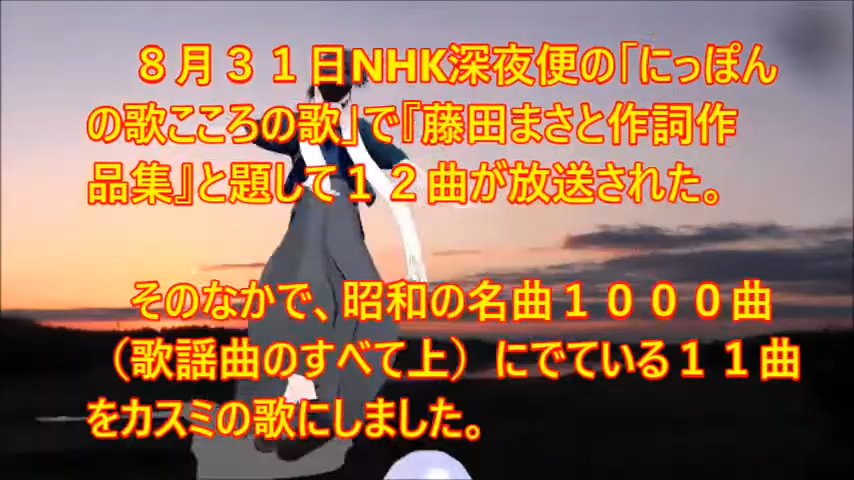 ８月３１日NHK深夜便の「にっぽん
の歌こころの歌」で『藤田まさと作詞作
品集』と題して１２曲が放送された。
そのなかで、昭和の名曲１０００曲
（歌謡曲のすべて上）にでている１１曲
をカスミの歌にしました。